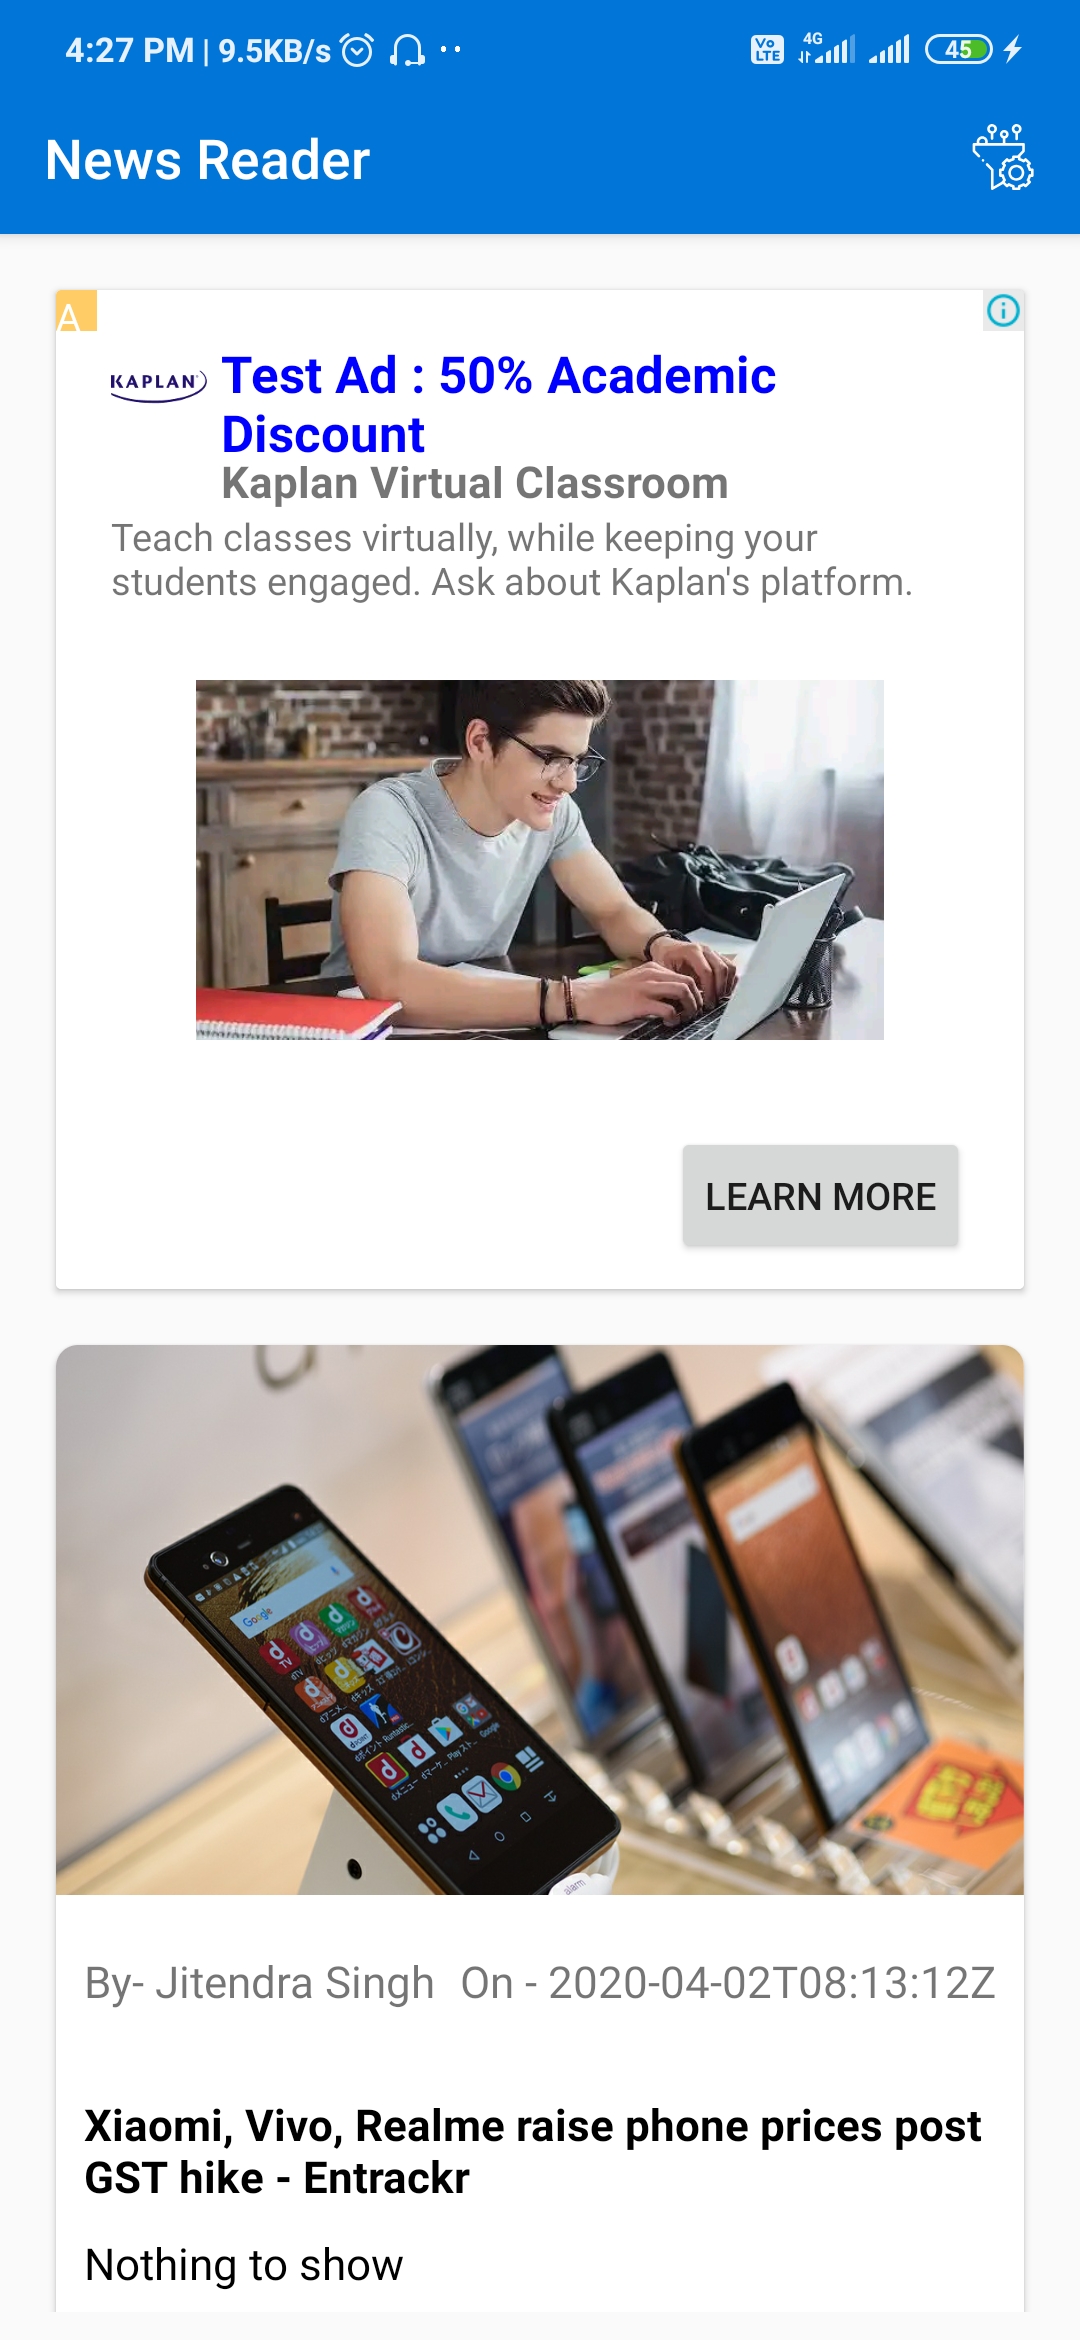 4:27 PM | 9.5KB/s
Vo LTE 4G 45
News Reader
A
KAPLAN
Test Ad : 50% Academic
Discount
Kaplan Virtual Classroom
Teach classes virtually, while keeping your
students engaged. Ask about Kaplan's platform.
LEARN MORE
Google
By- Jitendra Singh On - 2020-04-02T08:13:12Z
Xiaomi, Vivo, Realme raise phone prices post
GST hike - Entrackr
Nothing to show